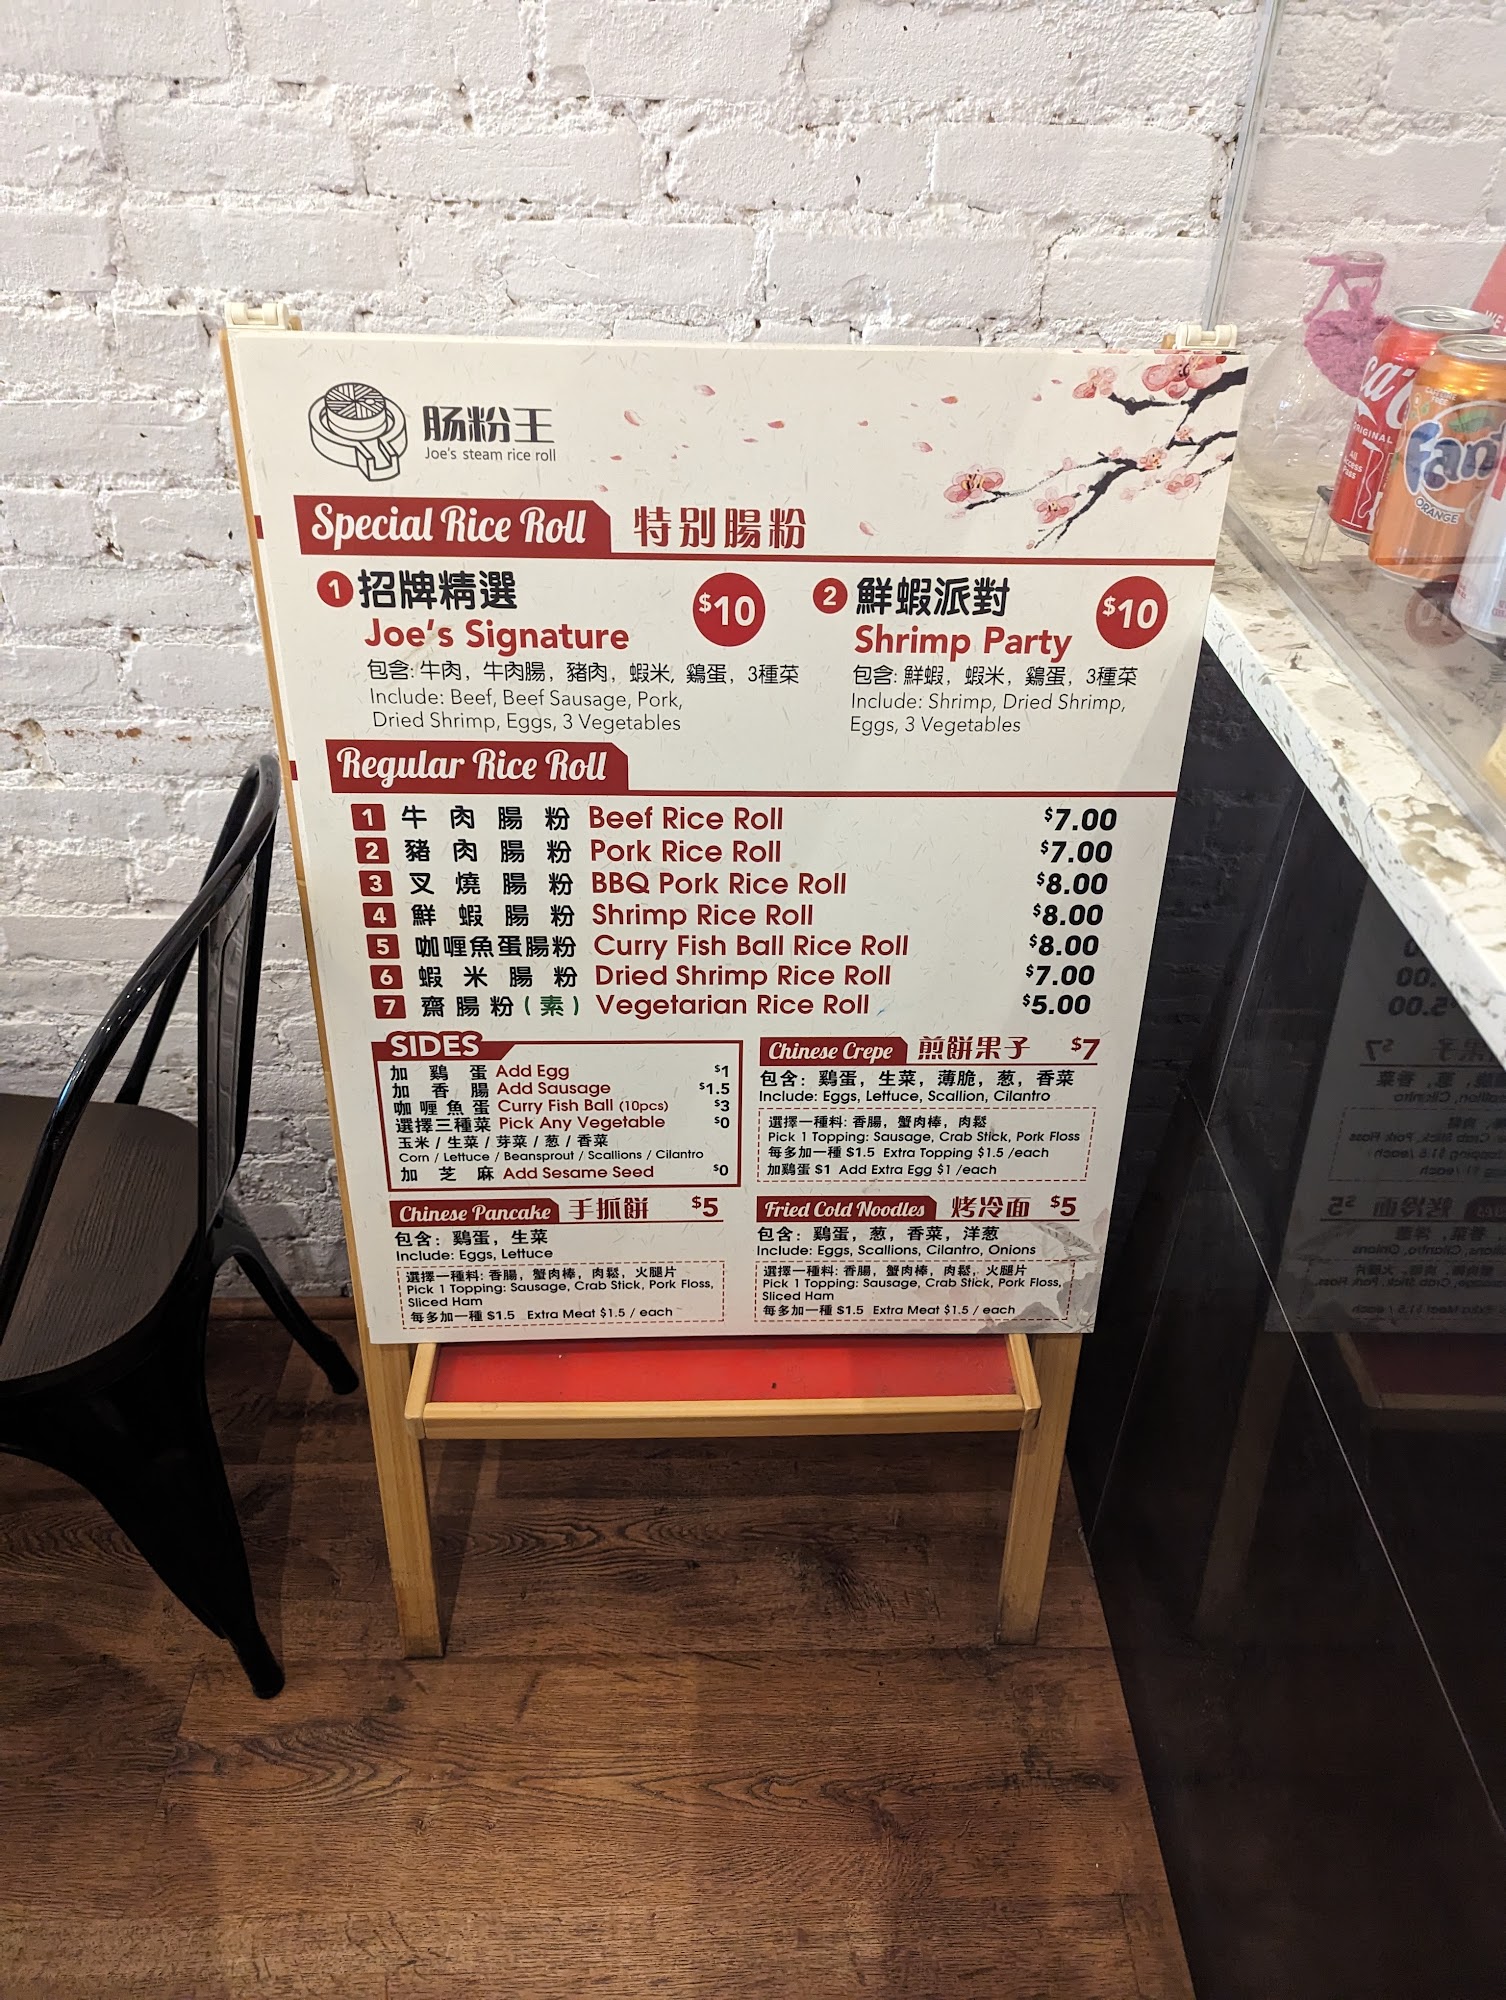 肠粉王
Joe's steam rice roll
Special Rice Roll 特别腸粉
1 招牌精選 $10
Joe's Signature
包含: 牛肉, 牛肉腸, 豬肉, 蝦米, 鷄蛋, 3種菜
Include: Beef, Beef Sausage, Pork,
Dried Shrimp, Eggs, 3 Vegetables
2 鮮蝦派對 $10
Shrimp Party
包含: 鮮蝦, 蝦米, 鷄蛋, 3種菜
Include: Shrimp, Dried Shrimp,
Eggs, 3 Vegetables
Regular Rice Roll
1 牛肉腸粉 Beef Rice Roll $7.00
2 豬肉腸粉 Pork Rice Roll $7.00
3 叉燒腸粉 BBQ Pork Rice Roll $8.00
4 鮮蝦腸粉 Shrimp Rice Roll $8.00
5 咖喱魚蛋腸粉 Curry Fish Ball Rice Roll $8.00
6 蝦米腸粉 Dried Shrimp Rice Roll $7.00
7 齋腸粉(素) Vegetarian Rice Roll $5.00
SIDES
加鷄蛋 Add Egg $1
加香腸 Add Sausage $1.5
咖喱魚蛋 Curry Fish Ball (10pcs) $3
選擇三種菜 Pick Any Vegetable $0
玉米 / 生菜 / 芽菜 / 葱 / 香菜
Corn / Lettuce / Beansprout / Scallions / Cilantro
加芝麻 Add Sesame Seed $0
Chinese Crepe 煎餅果子 $7
包含: 鷄蛋, 生菜, 薄脆, 葱, 香菜
Include: Eggs, Lettuce, Scallion, Cilantro
選擇一種料: 香腸, 蟹肉棒, 肉鬆
Pick 1 Topping: Sausage, Crab Stick, Pork Floss
每多加一種 $1.5 Extra Topping $1.5 /each
加鷄蛋 $1 Add Extra Egg $1 /each
Chinese Pancake 手抓餅 $5
包含: 鷄蛋, 生菜
Include: Eggs, Lettuce
選擇一種料: 香腸, 蟹肉棒, 肉鬆, 火腿片
Pick 1 Topping: Sausage, Crab Stick, Pork Floss,
Sliced Ham
每多加一種 $1.5 Extra Meat $1.5 / each
Fried Cold Noodles 烤冷面 $5
包含: 鷄蛋, 葱, 香菜, 洋葱
Include: Eggs, Scallions, Cilantro, Onions
選擇一種料: 香腸, 蟹肉棒, 肉鬆, 火腿片
Pick 1 Topping: Sausage, Crab Stick, Pork Floss,
Sliced Ham
每多加一種 $1.5 Extra Meat $1.5 / each
ORIGINAL
All
Access
Pass
ORANGE
WE